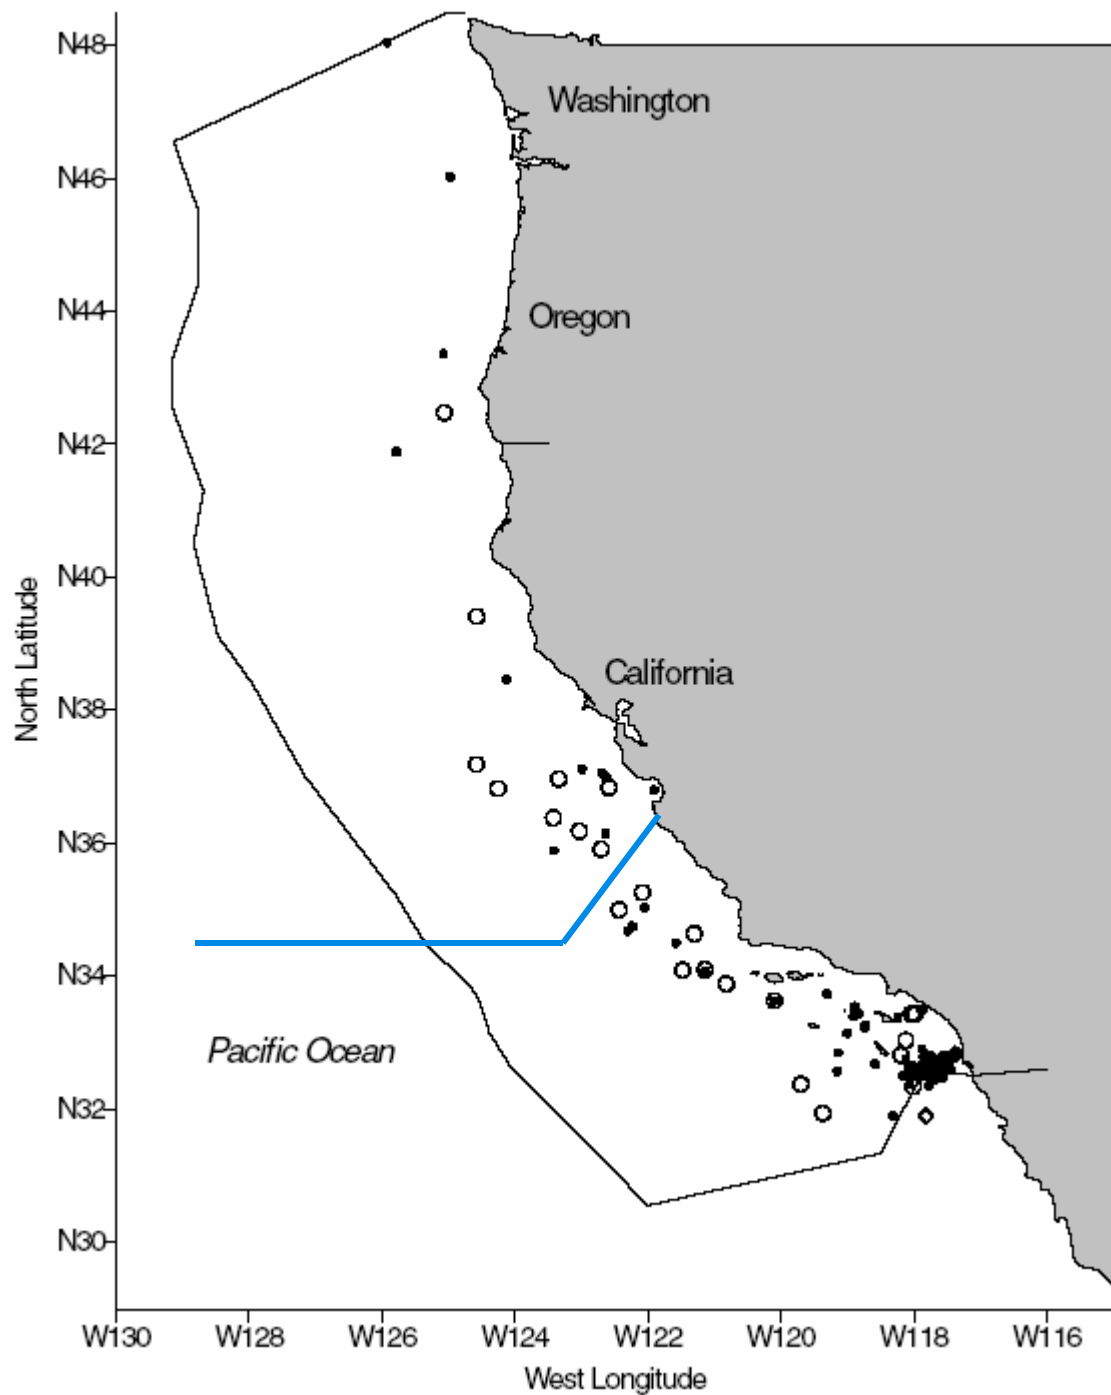 N48
Washington
N46
N44
Oregon
N42
N40
North Latitude
California
N38
N36
N34
Pacific Ocean
N32
N30
W130 W128 W126 W124 W122 W120 W118 W116
West Longitude